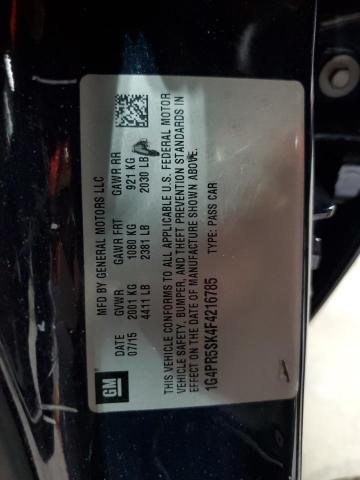 MFD BY GENERAL MOTORS LLC
07/15 GVWR GAWR FRT GAWR RR
2001 KG 1080 KG 921 KG
4411 LB 2381 LB 2030 LB
THIS VEHICLE CONFORMS TO ALL APPLICABLE U.S. FEDERAL MOTOR
VEHICLE SAFETY, BUMPER, AND THEFT PREVENTION STANDARDS IN
EFFECT ON THE DATE OF MANUFACTURE SHOWN ABOVE.
1G4PR5SK4F4216785 TYPE: PASS CAR
GM